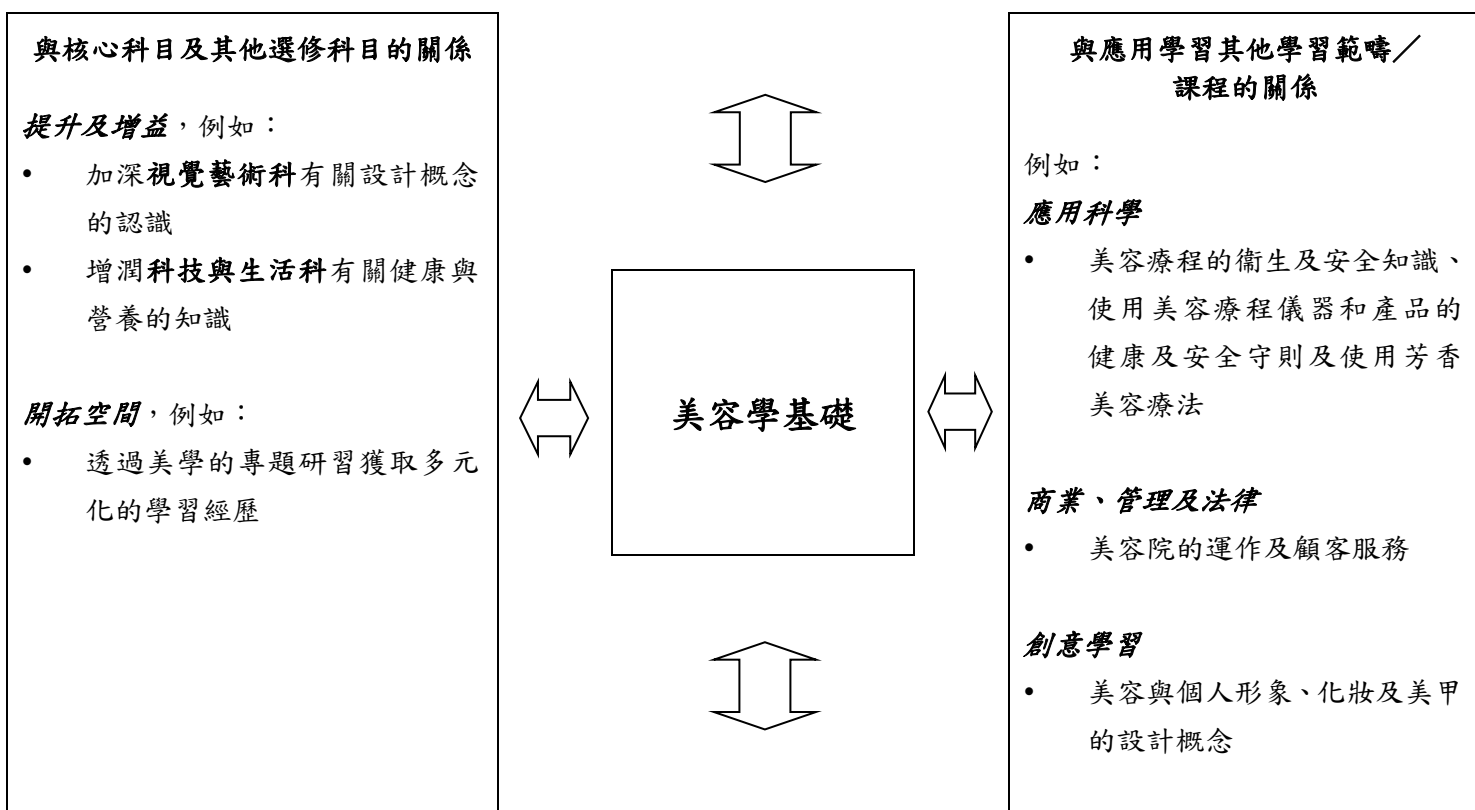 與核心科目及其他選修科目的關係
提升及增益，例如：
• 加深視覺藝術科有關設計概念
的認識
• 增潤科技與生活科有關健康與
營養的知識
開拓空間，例如：
• 透過美學的專題研習獲取多元
化的學習經歷
美容學基礎
與應用學習其他學習範疇／
課程的關係
例如：
應用科學
• 美容療程的衞生及安全知識、
使用美容療程儀器和產品的
健康及安全守則及使用芳香
美容療法
商業、管理及法律
• 美容院的運作及顧客服務
創意學習
• 美容與個人形象、化妝及美甲
的設計概念